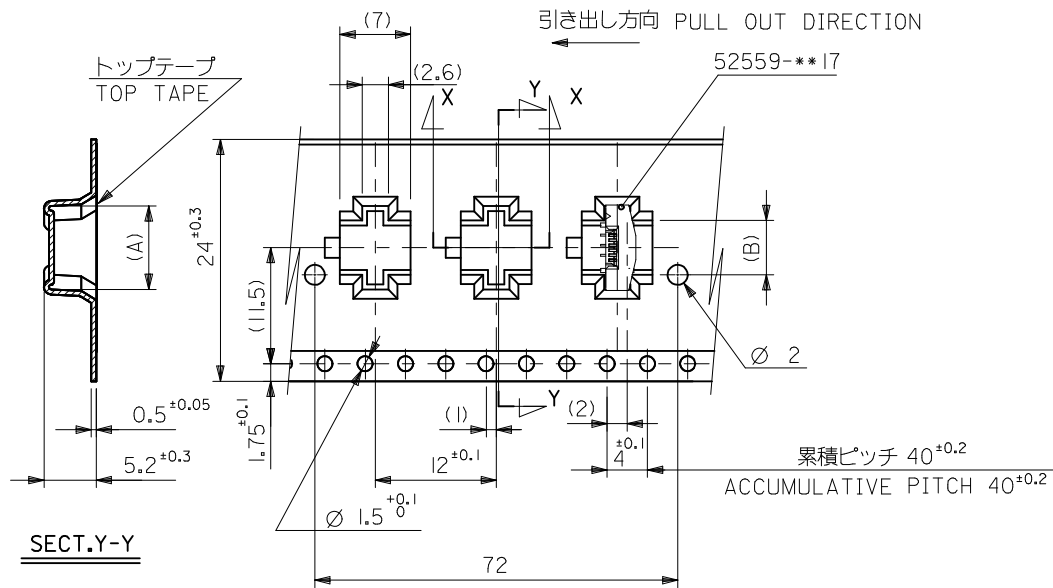 引き出し方向 PULL OUT DIRECTION
(7)
トップテープ
TOP TAPE
(2.6)
52559-**17
X
Y
X
24±0.3
(A)
(B)
(11.5)
Ø 2
0.5±0.05
1.75±0.1
(1)
Y
(2)
5.2±0.3
12±0.1
4±0.1
累積ピッチ 40±0.2
ACCUMULATIVE PITCH 40±0.2
Ø 1.5 +0.1 0
SECT.Y-Y
72